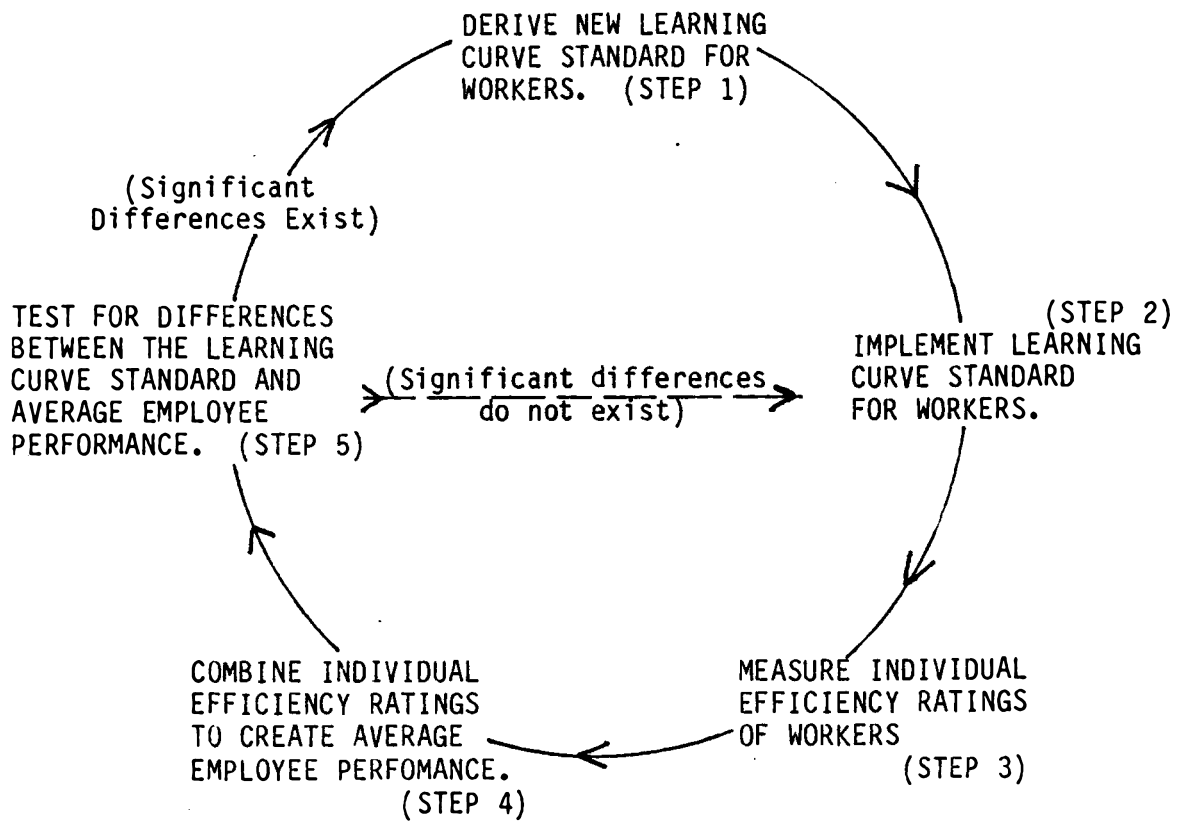 DERIVE NEW LEARNING
CURVE STANDARD FOR
WORKERS. (STEP 1)
(Significant
Differences Exist)
(STEP 2)
IMPLEMENT LEARNING
CURVE STANDARD
FOR WORKERS.
TEST FOR DIFFERENCES
BETWEEN THE LEARNING
CURVE STANDARD AND
AVERAGE EMPLOYEE
PERFORMANCE. (STEP 5)
(Significant differences
do not exist)
MEASURE INDIVIDUAL
EFFICIENCY RATINGS
OF WORKERS
(STEP 3)
COMBINE INDIVIDUAL
EFFICIENCY RATINGS
TO CREATE AVERAGE
EMPLOYEE PERFOMANCE.
(STEP 4)